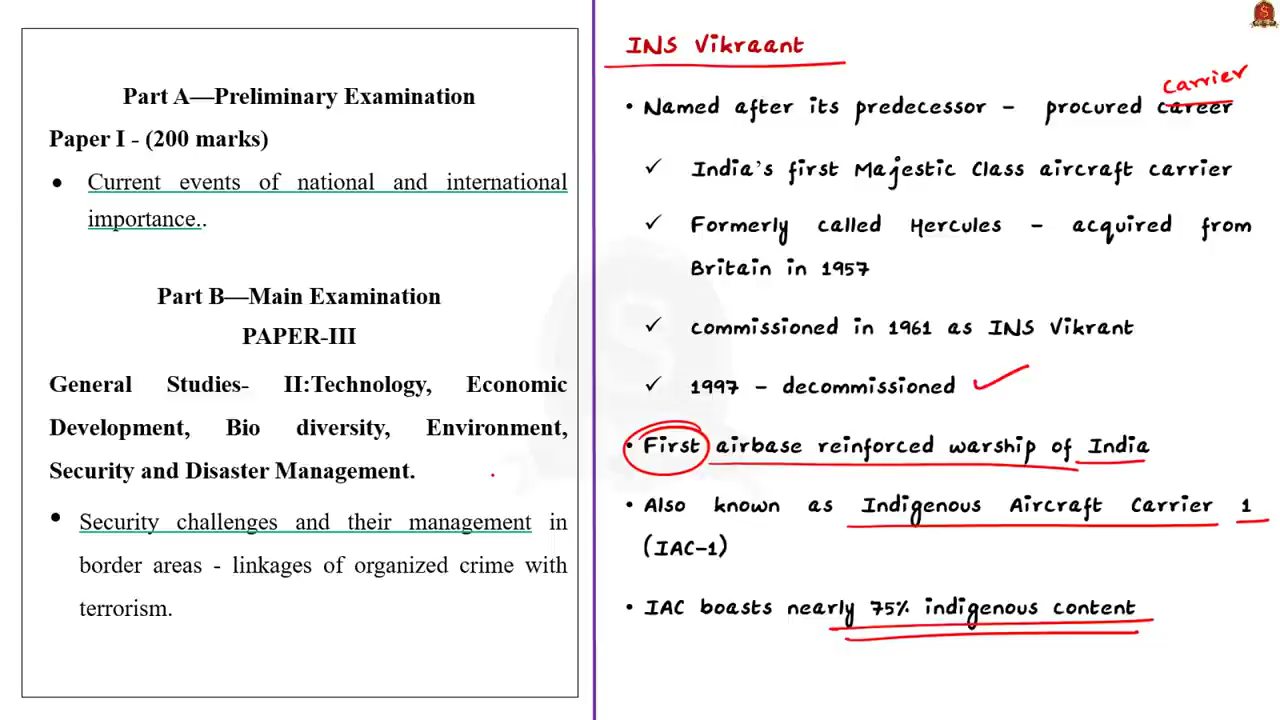 Part A—Preliminary Examination
Paper I - (200 marks)
• Current events of national and international
importance..
Part B—Main Examination
PAPER-III
General Studies- II:Technology, Economic
Development, Bio diversity, Environment,
Security and Disaster Management.
• Security challenges and their management in
border areas - linkages of organized crime with
terrorism.
INS Vikraant
carrier
• Named after its predecessor - procured career
✓ India's first Majestic Class aircraft carrier
✓ Formerly called Hercules - acquired from
Britain in 1957
✓ commissioned in 1961 as INS Vikrant
✓ 1997 - decommissioned
• First airbase reinforced warship of India
• Also known as Indigenous Aircraft Carrier 1
(IAC-1)
• IAC boasts nearly 75% indigenous content